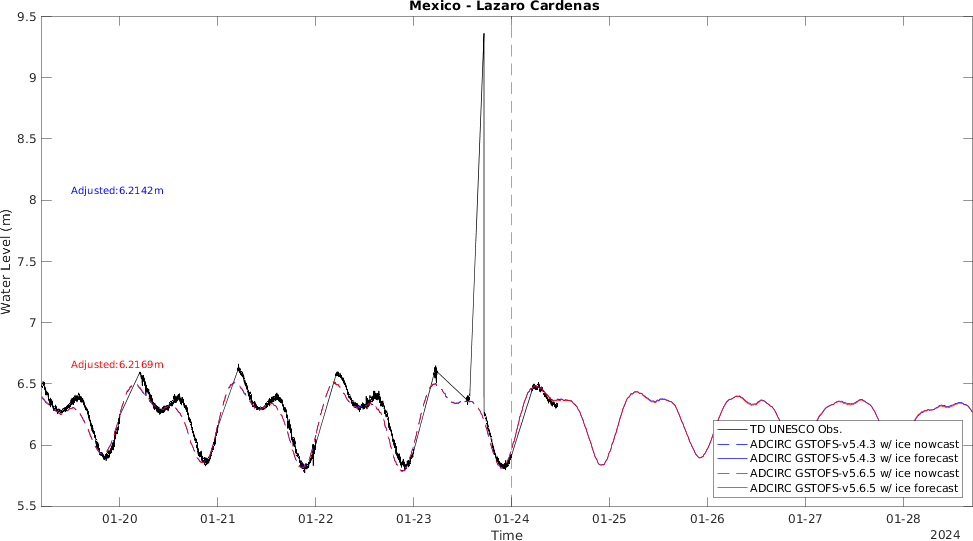 Mexico - Lazaro Cardenas
9.5
9
8.5
8
7.5
7
6.5
6
5.5
Water Level (m)
Adjusted:6.2142m
Adjusted:6.2169m
TD UNESCO Obs.
ADCIRC GSTOFS-v5.4.3 w/ ice nowcast
ADCIRC GSTOFS-v5.4.3 w/ ice forecast
ADCIRC GSTOFS-v5.6.5 w/ ice nowcast
ADCIRC GSTOFS-v5.6.5 w/ ice forecast
01-20 01-21 01-22 01-23 01-24 01-25 01-26 01-27 01-28
Time
2024